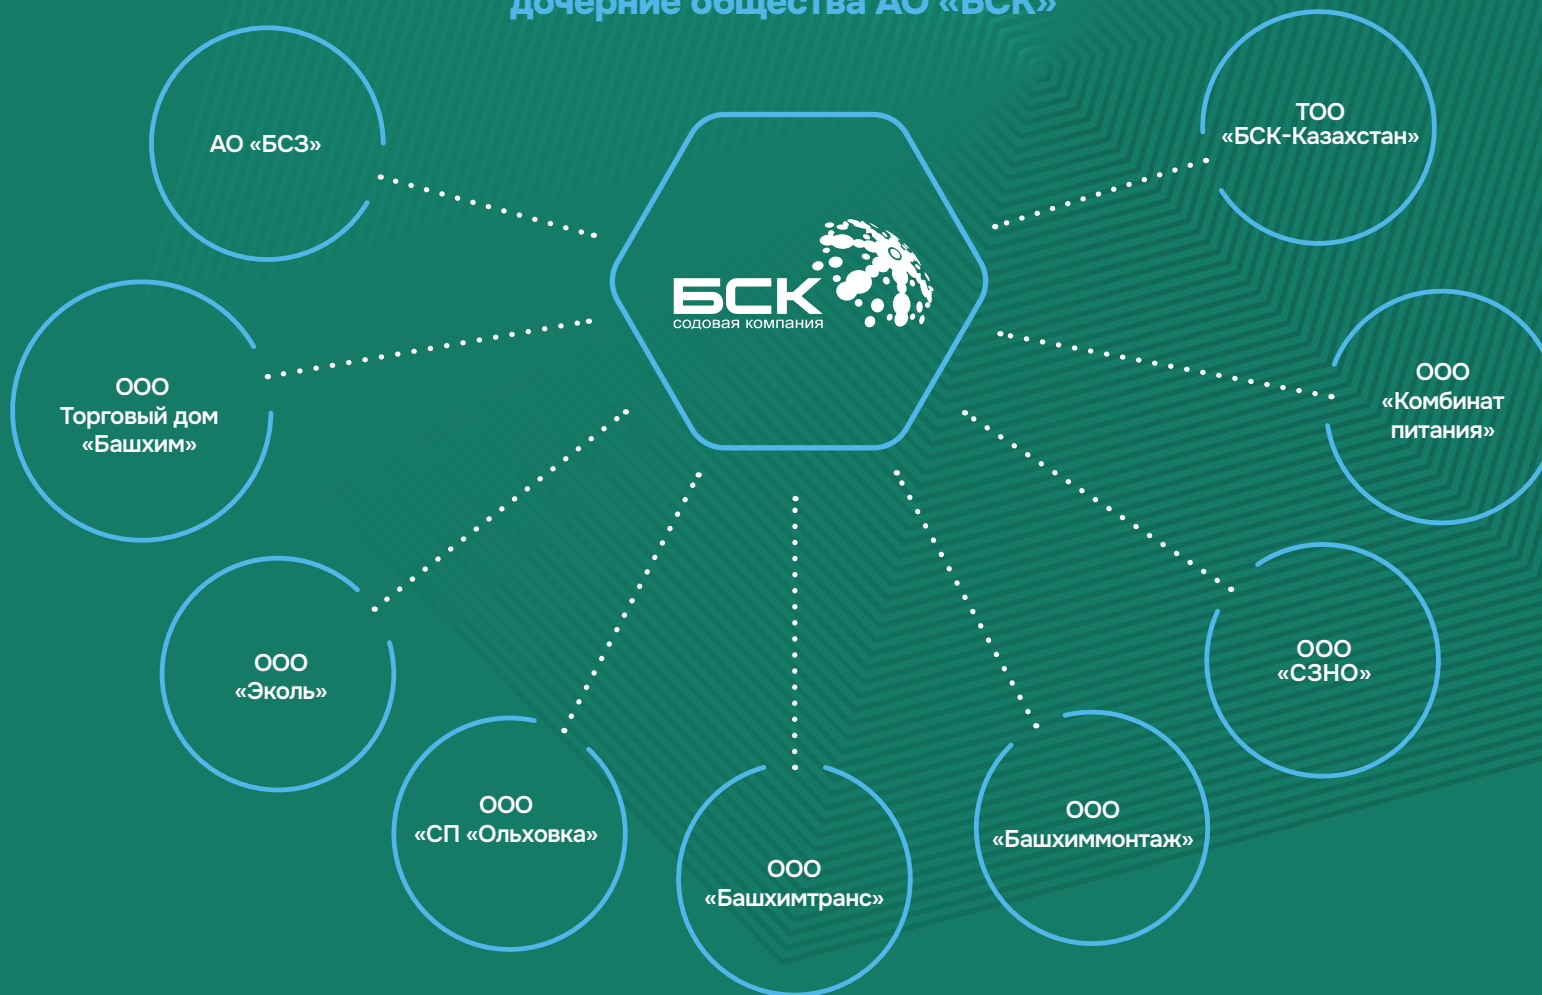 дочерние общества АО «БСК»
АО «БСЗ»
ТОО
«БСК-Казахстан»
БСК
содовая компания
ООО
Торговый дом
«Башхим»
ООО
«Комбинат
питания»
ООО
«Эколь»
ООО
«СЗНО»
ООО
«СП «Ольховка»
ООО
«Башхиммонтаж»
ООО
«Башхимтранс»